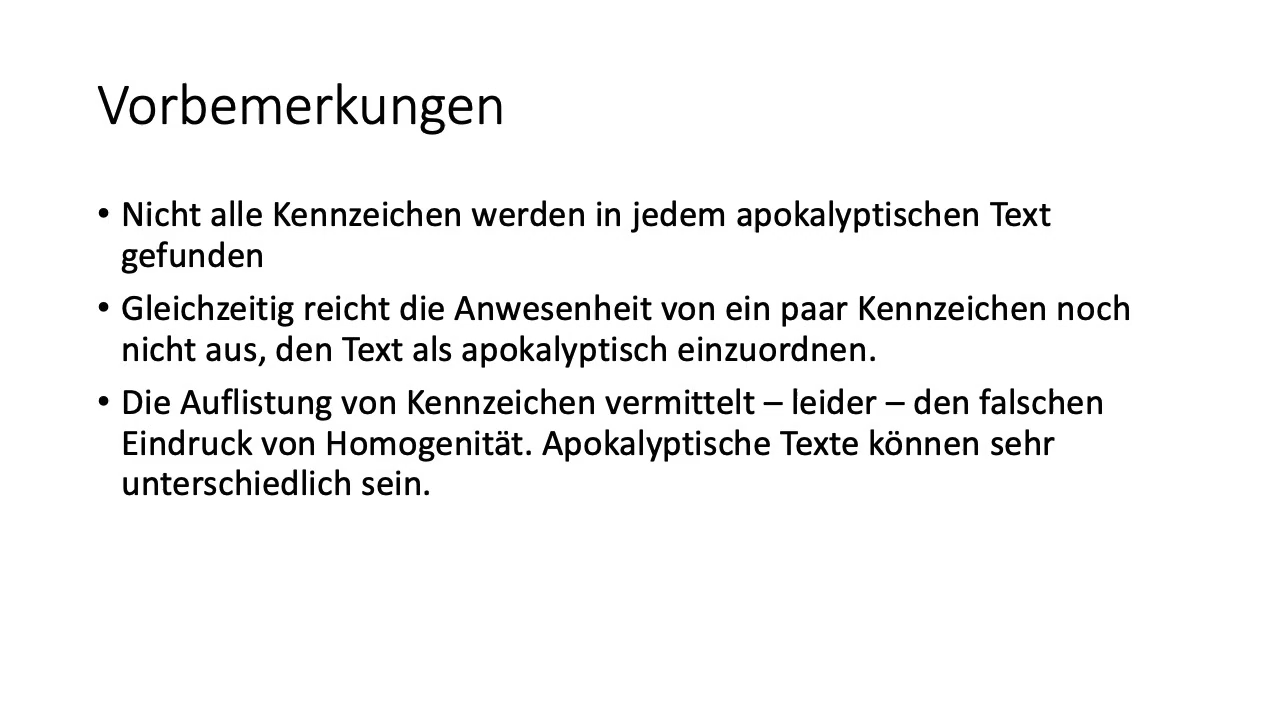 Vorbemerkungen
• Nicht alle Kennzeichen werden in jedem apokalyptischen Text
gefunden
• Gleichzeitig reicht die Anwesenheit von ein paar Kennzeichen noch
nicht aus, den Text als apokalyptisch einzuordnen.
• Die Auflistung von Kennzeichen vermittelt – leider – den falschen
Eindruck von Homogenität. Apokalyptische Texte können sehr
unterschiedlich sein.